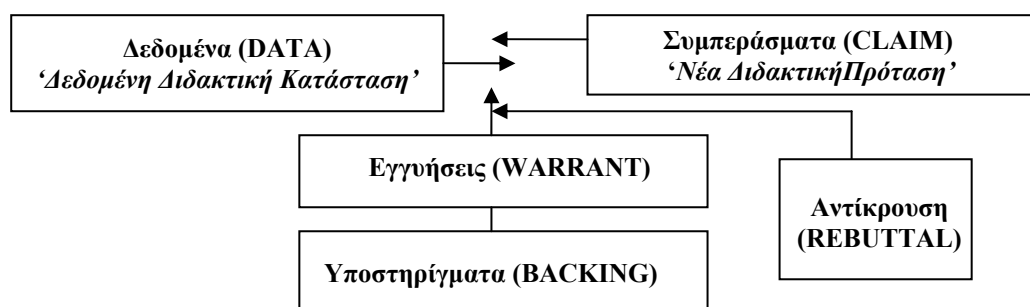 Δεδομένα (DATA)
‘Δεδομένη Διδακτική Κατάσταση’
Συμπεράσματα (CLAIM)
‘Νέα ΔιδακτικήΠρόταση’
Εγγυήσεις (WARRANT)
Αντίκρουση
(REBUTTAL)
Υποστηρίγματα (BACKING)